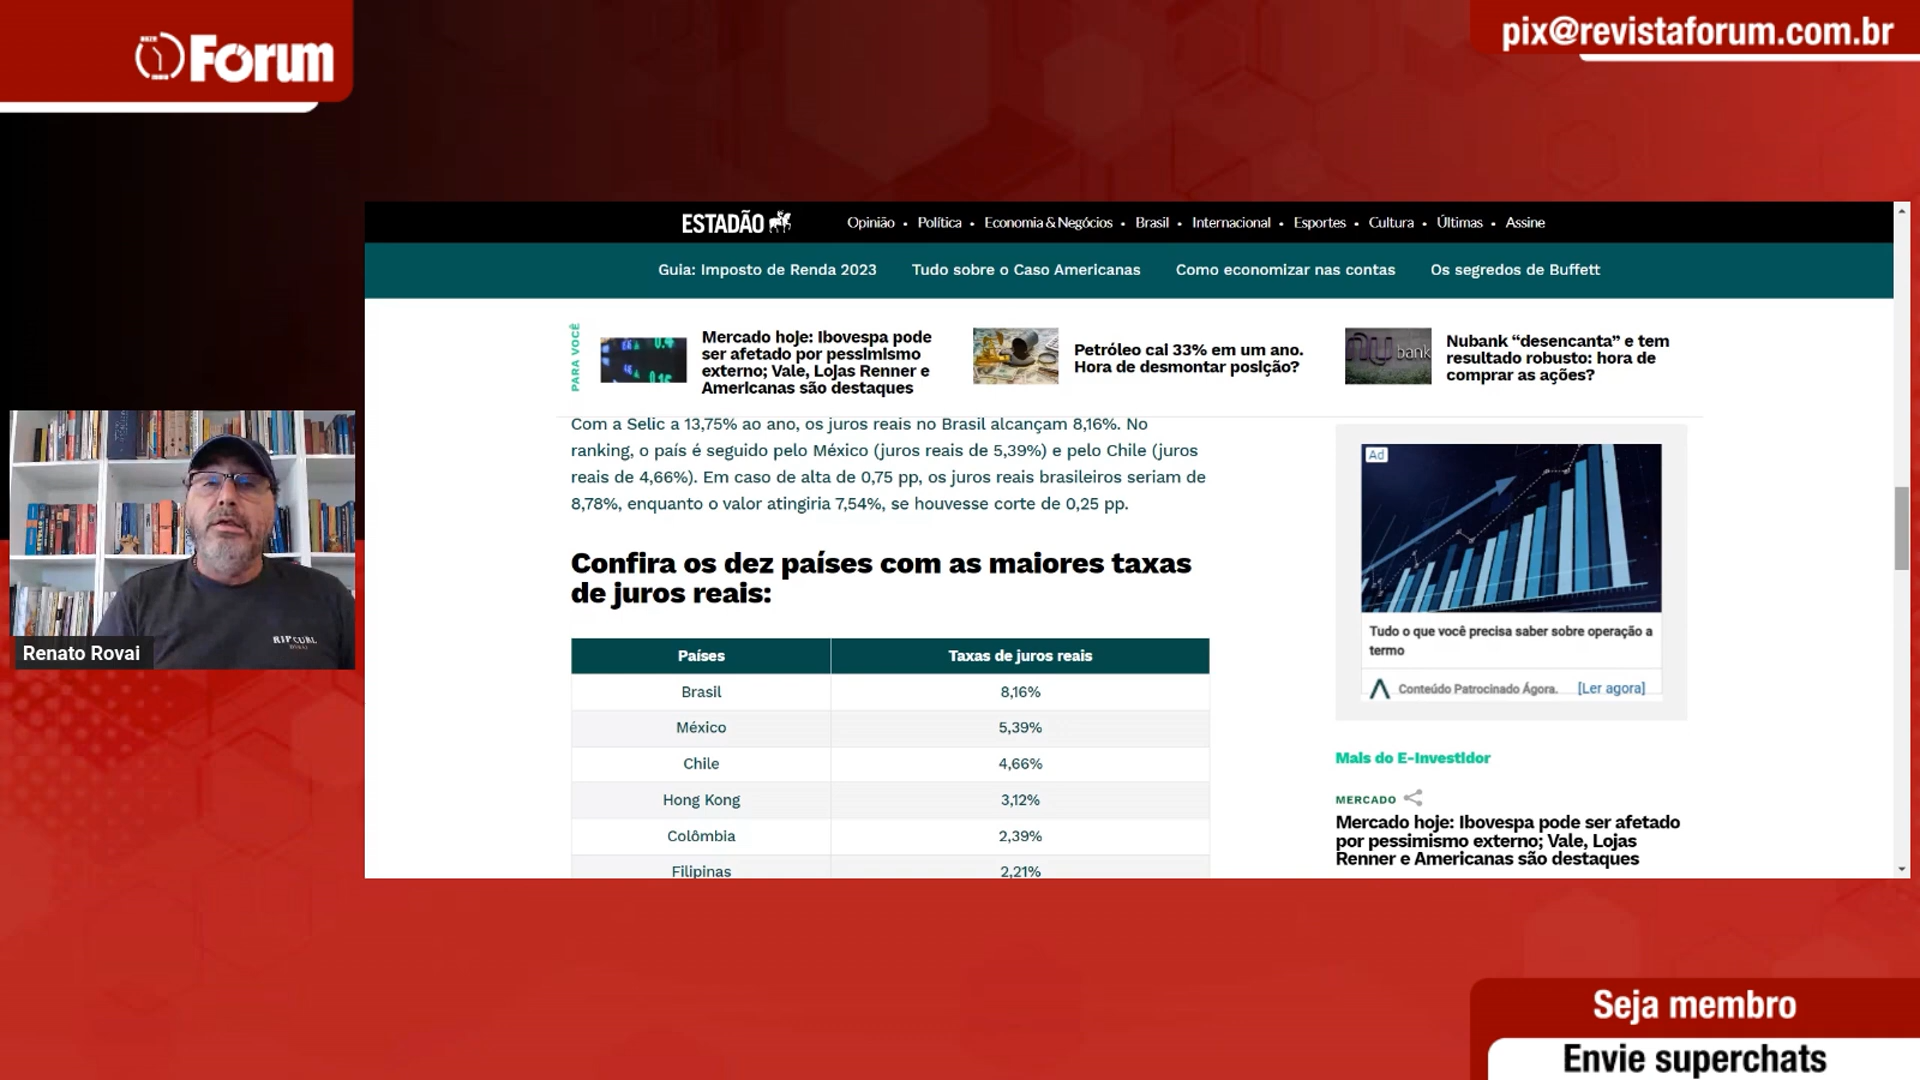 Forum
pix@revistaforum.com.br
ESTADÃO
Opinião • Política • Economia & Negócios • Brasil • Internacional • Esportes • Cultura • Últimas • Assine
Guia: Imposto de Renda 2023
Tudo sobre o Caso Americanas
Como economizar nas contas
Os segredos de Buffett
PARA VOCÊ
Mercado hoje: Ibovespa pode
ser afetado por pessimismo
externo; Vale, Lojas Renner e
Americanas são destaques
Petróleo cai 33% em um ano.
Hora de desmontar posição?
nu bank
Nubank “desencanta” e tem
resultado robusto: hora de
comprar as ações?
Com a Selic a 13,75% ao ano, os juros reais no Brasil alcançam 8,16%. No
ranking, o país é seguido pelo México (juros reais de 5,39%) e pelo Chile (juros
reais de 4,66%). Em caso de alta de 0,75 pp, os juros reais brasileiros seriam de
8,78%, enquanto o valor atingiria 7,54%, se houvesse corte de 0,25 pp.
Confira os dez países com as maiores taxas
de juros reais:
Países Taxas de juros reais
Brasil 8,16%
México 5,39%
Chile 4,66%
Hong Kong 3,12%
Colômbia 2,39%
Filipinas 2,21%
Ad
Tudo o que você precisa saber sobre operação a
termo
Conteúdo Patrocinado Ágora. [Ler agora]
Mais do E-Investidor
MERCADO
Mercado hoje: Ibovespa pode ser afetado
por pessimismo externo; Vale, Lojas
Renner e Americanas são destaques
RIP CURL
Renato Rovai
Seja membro
Envie superchats